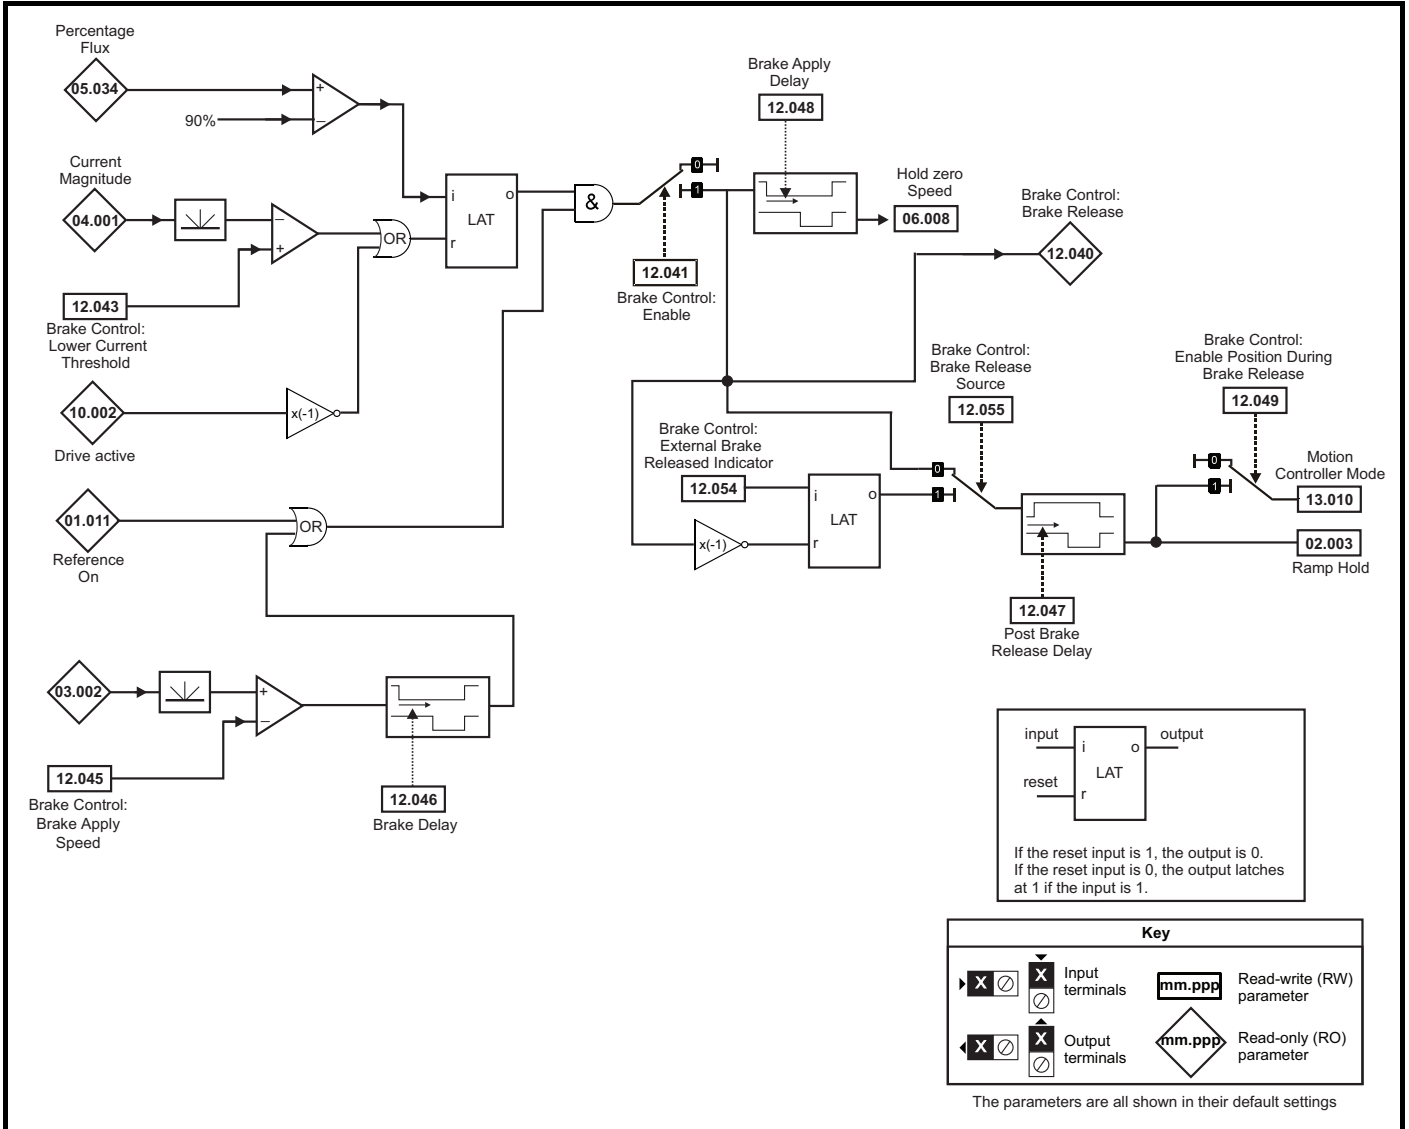 Percentage
Flux
05.034
90%
+
–
Current
Magnitude
04.001
–
+
OR
12.043
Brake Control:
Lower Current
Threshold
10.002
Drive active
x(-1)
i
o
LAT
r
&
0
1
12.041
Brake Control:
Enable
Brake Apply
Delay
12.048
Hold zero
Speed
06.008
Brake Control:
Brake Release
12.040
01.011
Reference
On
OR
Brake Control:
External Brake
Released Indicator
12.054
x(-1)
i
o
LAT
r
Brake Control:
Brake Release
Source
12.055
0
1
Brake Control:
Enable Position During
Brake Release
12.049
0
1
Motion
Controller Mode
13.010
02.003
Ramp Hold
12.047
Post Brake
Release Delay
03.002
+
–
12.045
Brake Control:
Brake Apply
Speed
12.046
Brake Delay
input
i
o
output
LAT
reset
r
If the reset input is 1, the output is 0.
If the reset input is 0, the output latches
at 1 if the input is 1.
Key
X
X
Input
terminals
mm.ppp
Read-write (RW)
parameter
X
X
Output
terminals
mm.ppp
Read-only (RO)
parameter
The parameters are all shown in their default settings